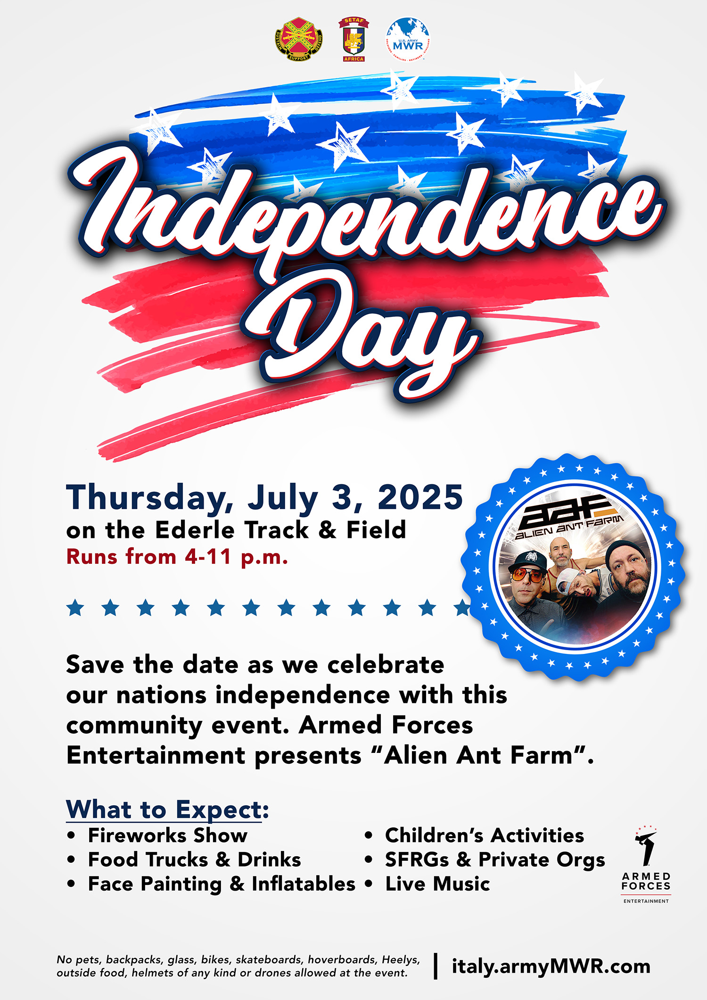 SUSTAIN SUPPORT DEFEND
SETAF
AFRICA
U.S. ARMY
MWR
SOLDIERS · FAMILIES · RETIREES · CIVILIANS
Independence
Day
Thursday, July 3, 2025
on the Ederle Track & Field
Runs from 4-11 p.m.
AAF
ALIEN ANT FARM
Save the date as we celebrate
our nations independence with this
community event. Armed Forces
Entertainment presents "Alien Ant Farm".
What to Expect:
• Fireworks Show
• Food Trucks & Drinks
• Face Painting & Inflatables
• Children's Activities
• SFRGs & Private Orgs
• Live Music
ARMED
FORCES
ENTERTAINMENT
No pets, backpacks, glass, bikes, skateboards, hoverboards, Heelys,
outside food, helmets of any kind or drones allowed at the event.
italy.armyMWR.com